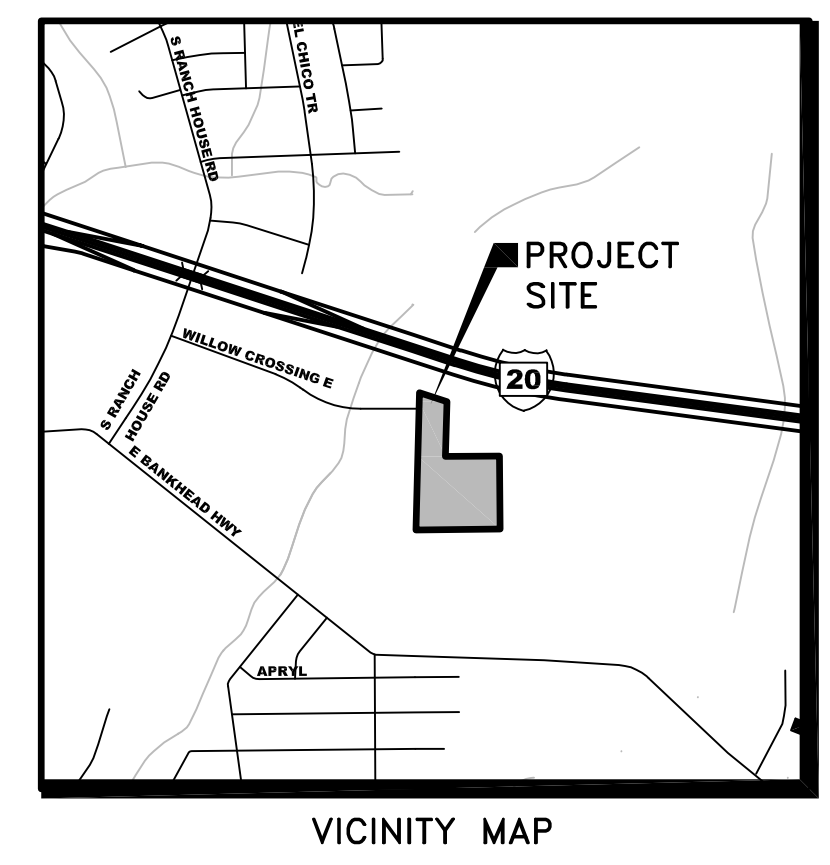 S RANCH HOUSE RD
EL CHICO TR
PROJECT
SITE
WILLOW CROSSING E
20
S RANCH
HOUSE RD
E BANKHEAD HWY
APRYL
VICINITY MAP